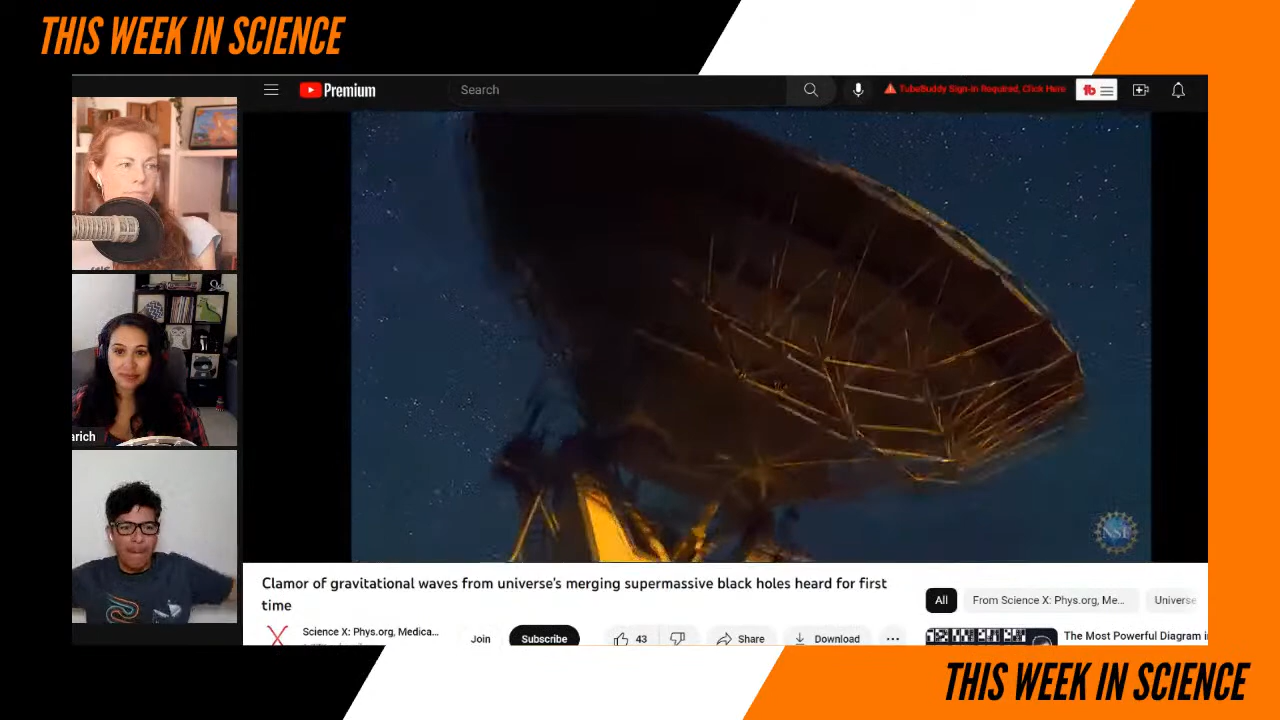 THIS WEEK IN SCIENCE
Premium
Search
TubeBuddy Sign-in Required, Click Here
tb
arich
NSF
Clamor of gravitational waves from universe's merging supermassive black holes heard for first
time
All
From Science X: Phys.org, Me...
Universe
Science X: Phys.org, Medica...
Join
Subscribe
43
Share
Download
The Most Powerful Diagram i
THIS WEEK IN SCIENCE